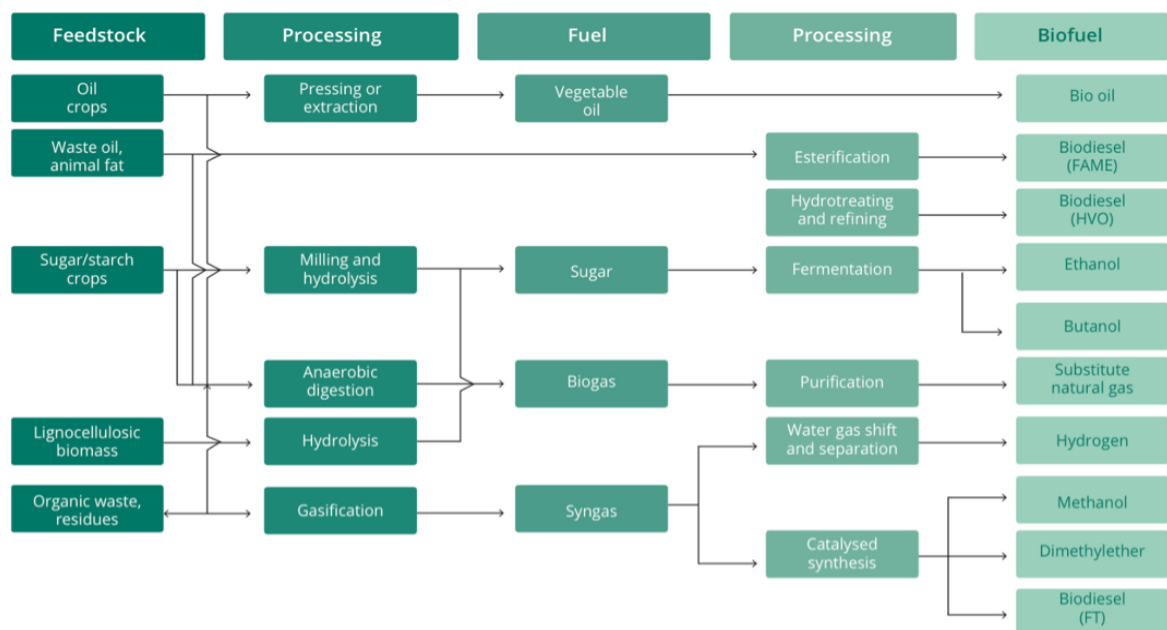 Feedstock
Processing
Fuel
Processing
Biofuel
Oil
crops
Pressing or
extraction
Vegetable
oil
Bio oil
Waste oil,
animal fat
Esterification
Biodiesel
(FAME)
Hydrotreating
and refining
Biodiesel
(HVO)
Sugar/starch
crops
Milling and
hydrolysis
Sugar
Fermentation
Ethanol
Butanol
Anaerobic
digestion
Biogas
Purification
Substitute
natural gas
Lignocellulosic
biomass
Hydrolysis
Water gas shift
and separation
Hydrogen
Organic waste,
residues
Gasification
Syngas
Methanol
Catalysed
synthesis
Dimethylether
Biodiesel
(FT)